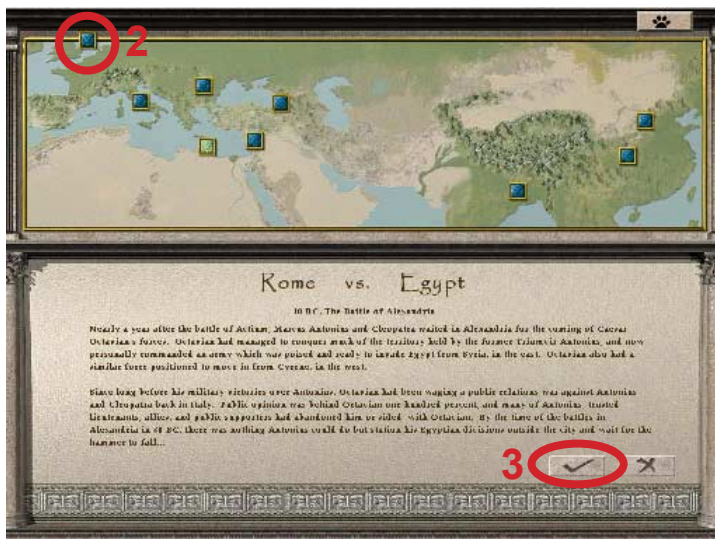 2
Rome vs. Egypt
30 BC, The Battle of Alexandria
Nearly a year after the battle of Actium, Marcus Antonius and Cleopatra waited in Alexandria for the coming of Caesar
Octavian's forces. Octavian had managed to conquer much of the territory held by the former Triumvir Antonius, and now
personally commanded an army which was poised and ready to invade Egypt from Syria, in the east. Octavian also had a
similar force positioned to move in from Cyrene, in the west.
Since long before his military victories over Antonius, Octavian had been waging a public relations war against Antonius
and Cleopatra back in Italy. Public opinion was behind Octavian one hundred percent, and many of Antonius' trusted
lieutenants, allies, and public supporters had abandoned him or sided with Octavian. By the time of the battles in
Alexandria in 30 BC, there was nothing Antonius could do but station his Egyptian divisions outside the city and wait for the
hammer to fall...
3